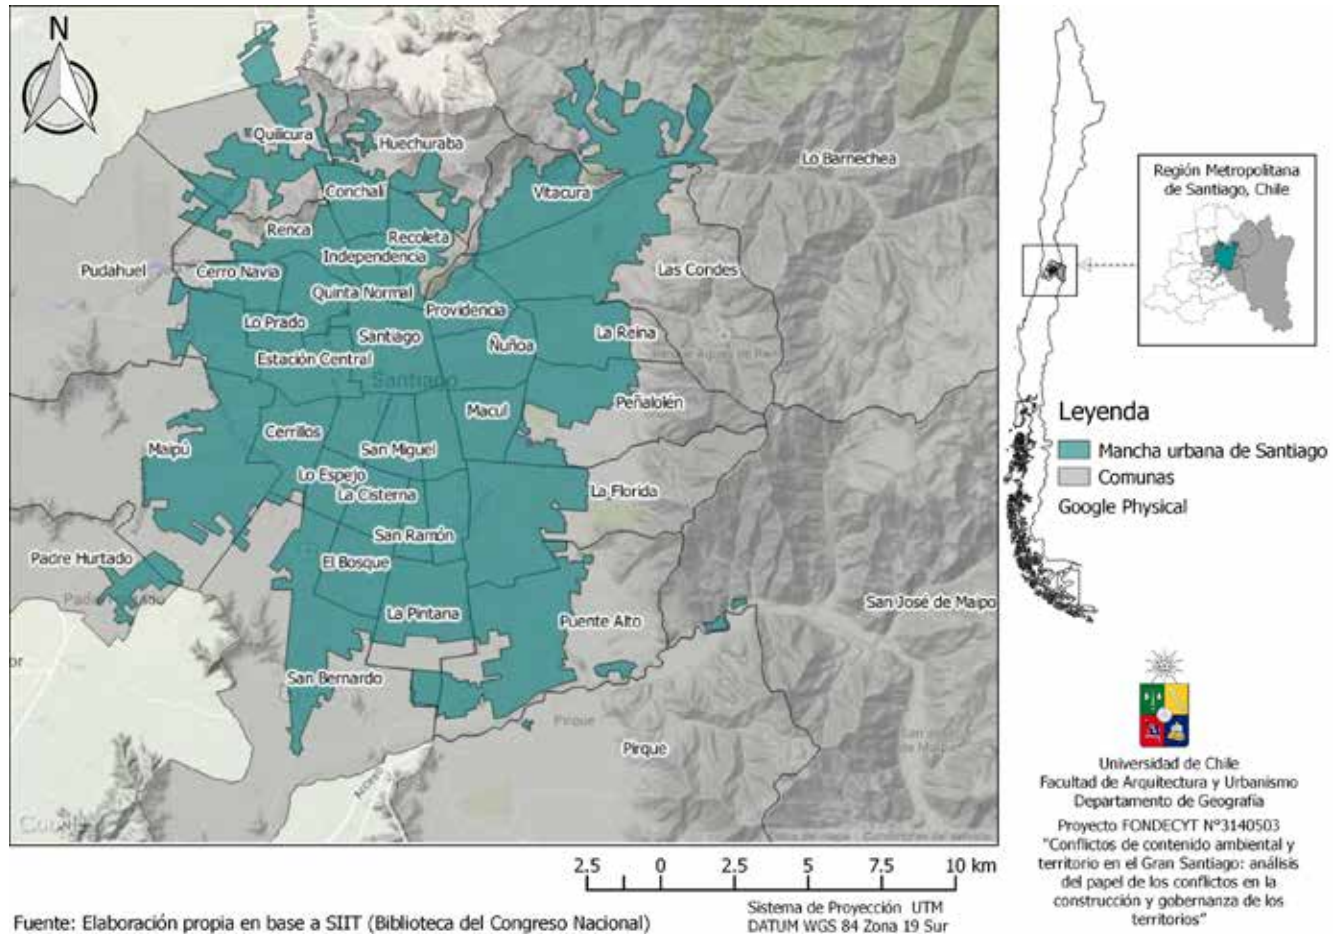 N
Quilicura
Huechuraba
Lo Barnechea
Conchalí
Vitacura
Renca
Recoleta
Independencia
Pudahuel
Cerro Navia
Las Condes
Quinta Normal
Providencia
Lo Prado
Santiago
La Reina
Ñuñoa
Estación Central
Santiago
Peñalolén
Macul
Cerrillos
Maipú
San Miguel
Lo Espejo
La Cisterna
La Florida
San Ramón
Padre Hurtado
El Bosque
San José de Maipo
La Pintana
Puente Alto
San Bernardo
Pirque
Pirque
2.5 0 2.5 5 7.5 10 km
Fuente: Elaboración propia en base a SIIT (Biblioteca del Congreso Nacional)
Sistema de Proyección UTM
DATUM WGS 84 Zona 19 Sur
Región Metropolitana
de Santiago, Chile
Leyenda
Mancha urbana de Santiago
Comunas
Google Physical
Universidad de Chile
Facultad de Arquitectura y Urbanismo
Departamento de Geografía
Proyecto FONDECYT N°3140503
"Conflictos de contenido ambiental y
territorio en el Gran Santiago: análisis
del papel de los conflictos en la
construcción y gobernanza de los
territorios"